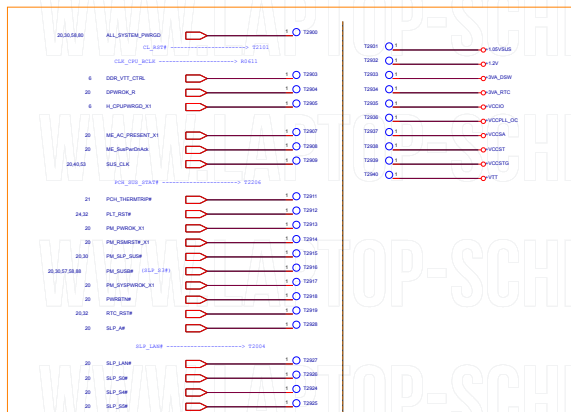 20,30,58,80 ALL_SYSTEM_PWRGD 1 T2900
CL_RST# ----------------------> T2101
CLK_CPU_BCLK ----------------------> R0611
6 DDR_VTT_CTRL 1 T2903
20 DPWROK_R 1 T2904
6 H_CPUPWRGD_X1 1 T2905
20 ME_AC_PRESENT_X1 1 T2907
20 ME_SusPwrDnAck 1 T2908
20,40,53 SUS_CLK 1 T2909
PCH_SUS_STAT# ----------------------> T2206
21 PCH_THERMTRIP# 1 T2911
24,32 PLT_RST# 1 T2912
20 PM_PWROK_X1 1 T2913
20 PM_RSMRST#_X1 1 T2914
20,30 PM_SLP_SUS# 1 T2915
20,30,57,58,88 PM_SUSB# (SLP_S3#) 1 T2916
20 PM_SYSPWROK_X1 1 T2917
20 PWRBTN# 1 T2918
20,32 RTC_RST# 1 T2919
20 SLP_A# 1 T2928
SLP_LAN# ----------------------> T2004
20 SLP_LAN# 1 T2927
20 SLP_S0# 1 T2926
20 SLP_S4# 1 T2924
20 SLP_S5# 1 T2925
T2931 1 +1.05VSUS
T2932 1 +1.2V
T2933 1 +3VA_DSW
T2934 1 +3VA_RTC
T2935 1 +VCCIO
T2936 1 +VCCPLL_OC
T2937 1 +VCCSA
T2938 1 +VCCST
T2939 1 +VCCSTG
T2940 1 +VTT
WWW.LAPTOP-SCHE